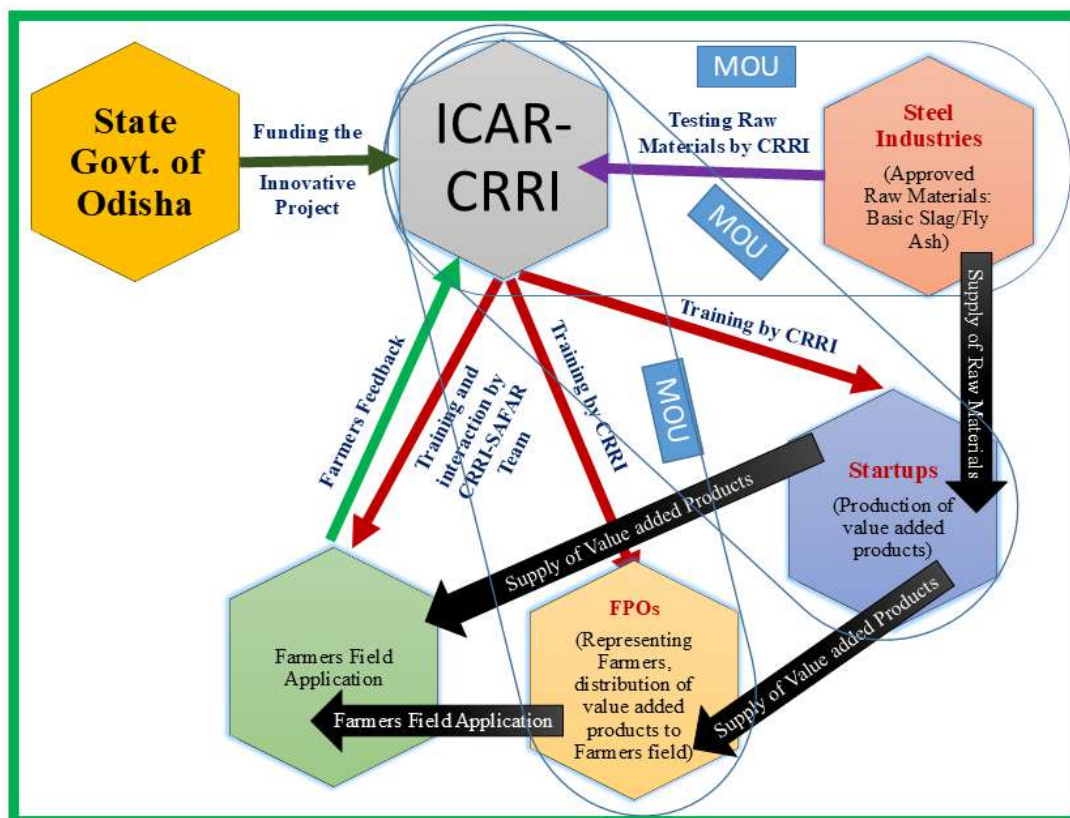 State
Govt. of
Odisha
Funding the
Innovative
Project
ICAR-
CRRI
MOU
Testing Raw
Materials by CRRI
Steel
Industries
(Approved
Raw Materials:
Basic Slag/Fly
Ash)
MOU
Supply of Raw Materials
Training by CRRI
Training by CRRI
MOU
Farmers Feedback
Training and
interaction by
CRRI-SAFAR
Team
Startups
(Production of
value added
products)
Supply of Value added Products
Supply of Value added Products
Farmers Field
Application
Farmers Field Application
FPOs
(Representing
Farmers,
distribution of
value added
products to
Farmers field)